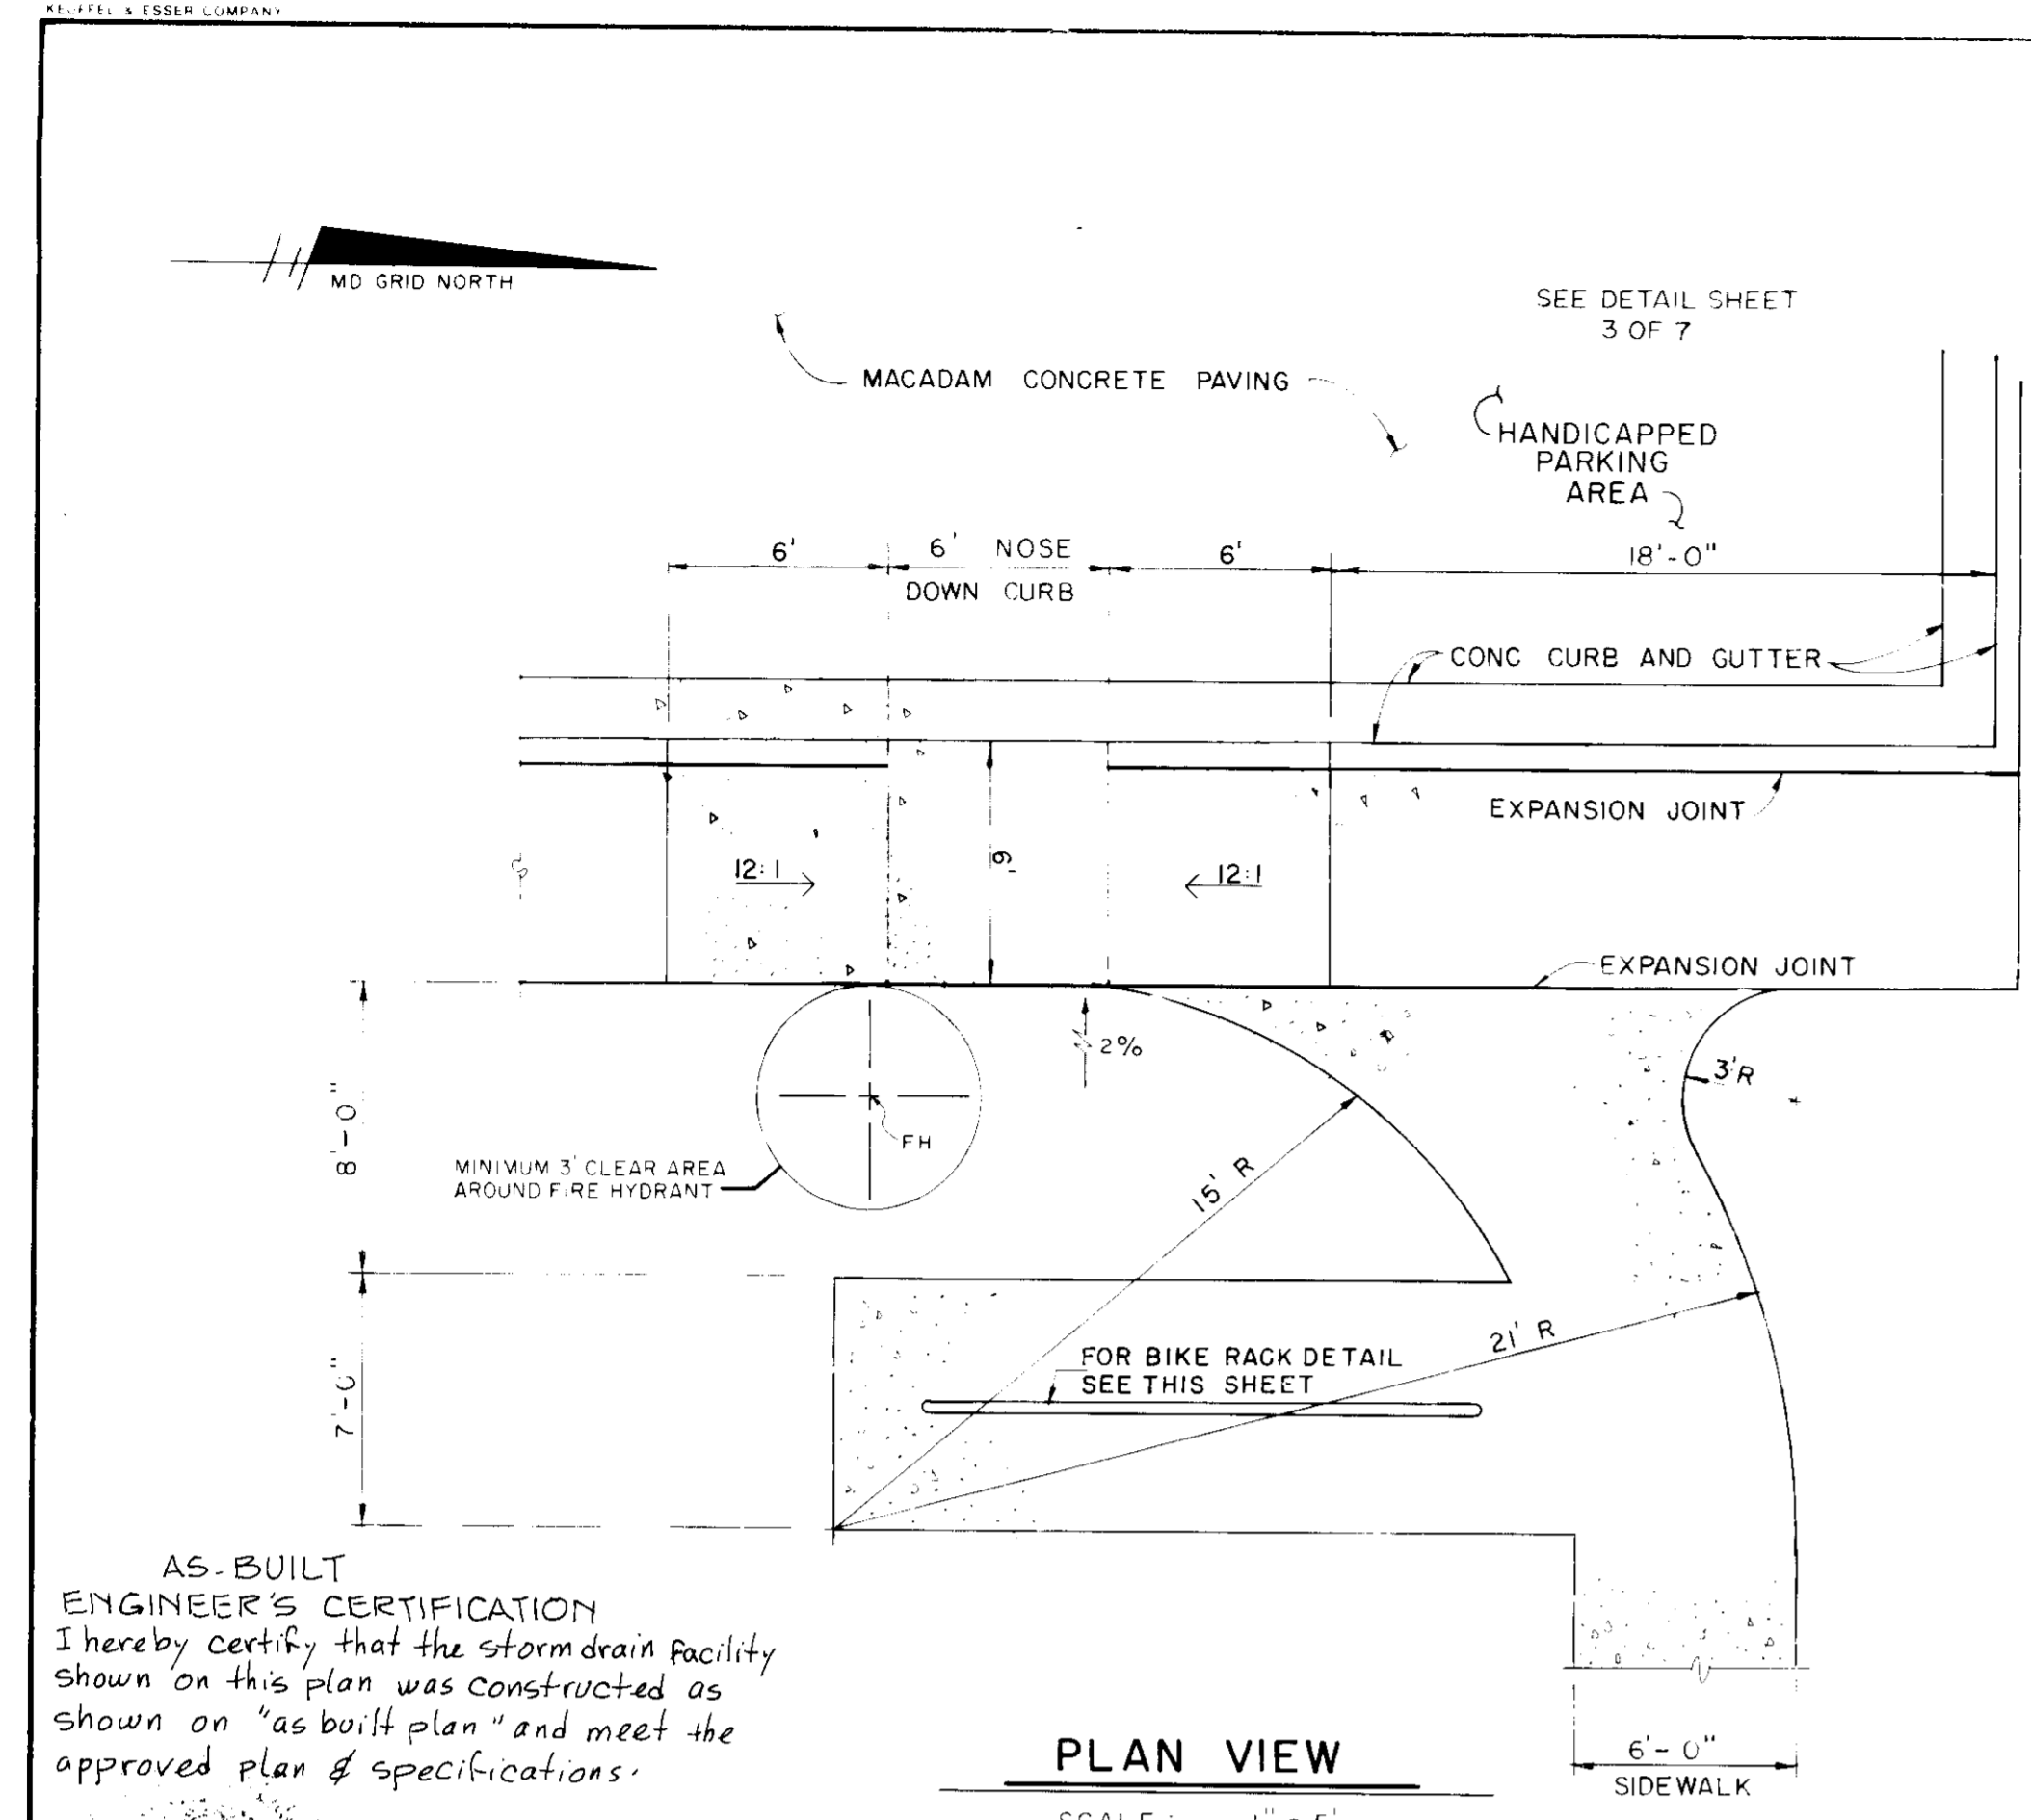 KEUFFEL & ESSER COMPANY
MD GRID NORTH
SEE DETAIL SHEET
3 OF 7
MACADAM CONCRETE PAVING
HANDICAPPED
PARKING
AREA
6'
6' NOSE
DOWN CURB
6'
18'-0"
CONC CURB AND GUTTER
EXPANSION JOINT
12:1
12:1
EXPANSION JOINT
2%
3'R
8'-0"
FH
MINIMUM 3' CLEAR AREA
AROUND FIRE HYDRANT
15' R
21' R
FOR BIKE RACK DETAIL
SEE THIS SHEET
7'-0"
AS-BUILT
ENGINEER'S CERTIFICATION
I hereby certify that the storm drain facility
shown on this plan was constructed as
shown on "as built plan" and meet the
approved plan & specifications.
PLAN VIEW
6'-0"
SIDEWALK
SCALE: 1" = 5'